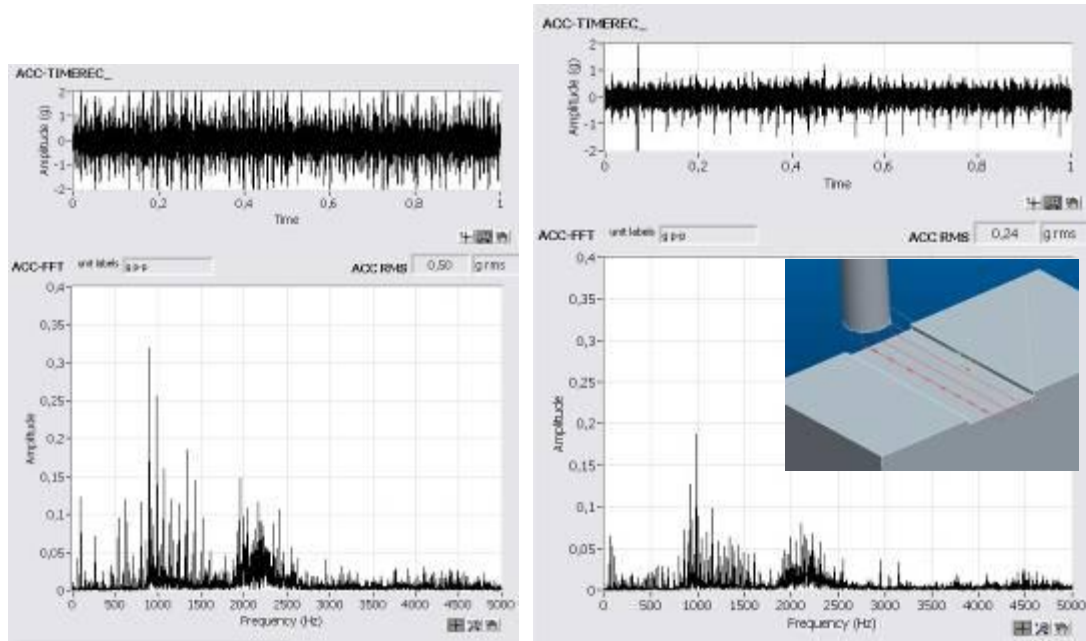 ACC-TIMEREC_
Amplitude (g)
2
1
0
-1
-2
0 0,2 0,4 0,6 0,8 1
Time
ACC-FFT unit labels g p-p ACC RMS 0,50 g rms
Amplitude
0,4
0,35
0,3
0,25
0,2
0,15
0,1
0,05
0
0 500 1000 1500 2000 2500 3000 3500 4000 4500 5000
Frequency (Hz)
ACC-TIMEREC_
Amplitude (g)
2
1
0
-1
-2
0 0,2 0,4 0,6 0,8 1
Time
ACC-FFT unit labels g p-p ACC RMS 0,24 g rms
Amplitude
0,4
0,35
0,3
0,25
0,2
0,15
0,1
0,05
0
0 500 1000 1500 2000 2500 3000 3500 4000 4500 5000
Frequency (Hz)